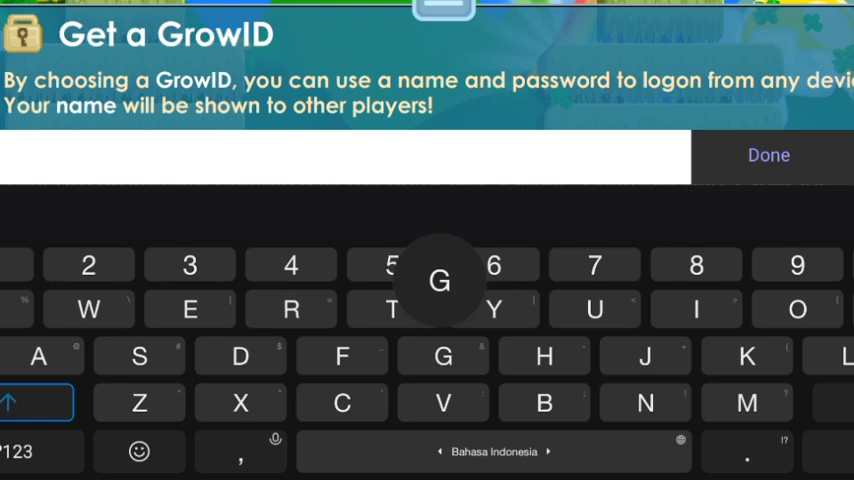 Get a GrowID
By choosing a GrowID, you can use a name and password to logon from any
Your name will be shown to other players!
Done
2 3 4 5 6 7 8 9
G
W E R T Y U I O
A S D F G H J K L
Z X C V B N M
?123 , Bahasa Indonesia .